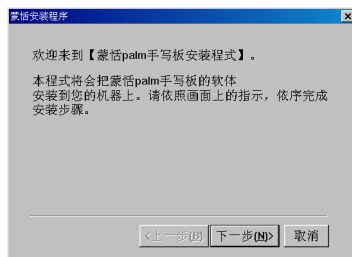 蒙恬安装程序
欢迎来到【蒙恬palm手写板安装程式】。
本程式将会把蒙恬palm手写板的软体
安装到您的机器上。请依照画面上的指示，依序完成
安装步骤。
<上一步(B) 下一步(N)> 取消